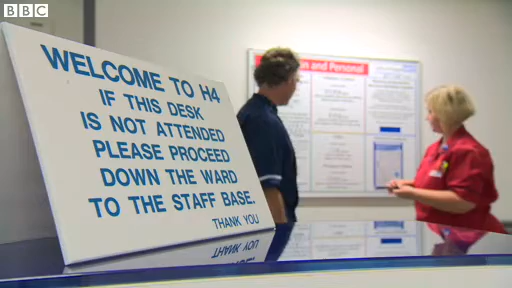 BBC
WELCOME TO H4
IF THIS DESK
IS NOT ATTENDED
PLEASE PROCEED
DOWN THE WARD
TO THE STAFF BASE.
THANK YOU
and Personal